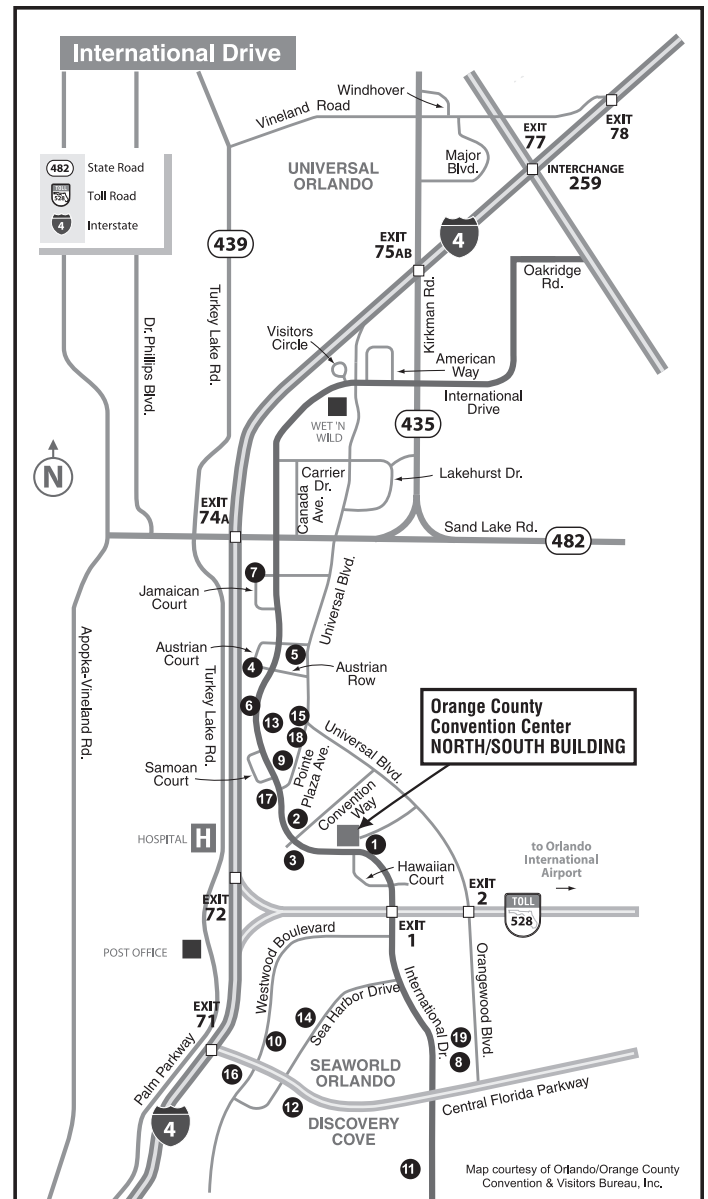 International Drive
482 State Road
TOLL 528 Toll Road
4 Interstate
Windhover
Vineland Road
EXIT
78
EXIT
77
Major
Blvd.
UNIVERSAL
ORLANDO
INTERCHANGE
259
439
4
EXIT
75AB
Oakridge
Rd.
Turkey Lake Rd.
Dr. Phillips Blvd.
Kirkman Rd.
Visitors
Circle
American
Way
International
Drive
WET 'N
WILD
435
N
Carrier
Dr.
Canada
Ave.
Lakehurst Dr.
EXIT
74A
Sand Lake Rd.
482
7
Jamaican
Court
Universal Blvd.
Apopka-Vineland Rd.
Austrian
Court
5
4
Austrian
Row
Turkey Lake Rd.
6
13
15
18
9
Orange County
Convention Center
NORTH/SOUTH BUILDING
Universal Blvd.
Samoan
Court
Pointe
Plaza Ave.
17
2
Convention
Way
HOSPITAL
H
1
3
Hawaiian
Court
to Orlando
International
Airport
EXIT
72
EXIT
2
TOLL
528
EXIT
1
POST OFFICE
Westwood Boulevard
International Dr.
Orangewood Blvd.
Sea Harbor Drive
EXIT
71
14
10
19
8
Palm Parkway
SEAWORLD
ORLANDO
16
12
Central Florida Parkway
DISCOVERY
COVE
4
11
Map courtesy of Orlando/Orange County
Convention & Visitors Bureau, Inc.